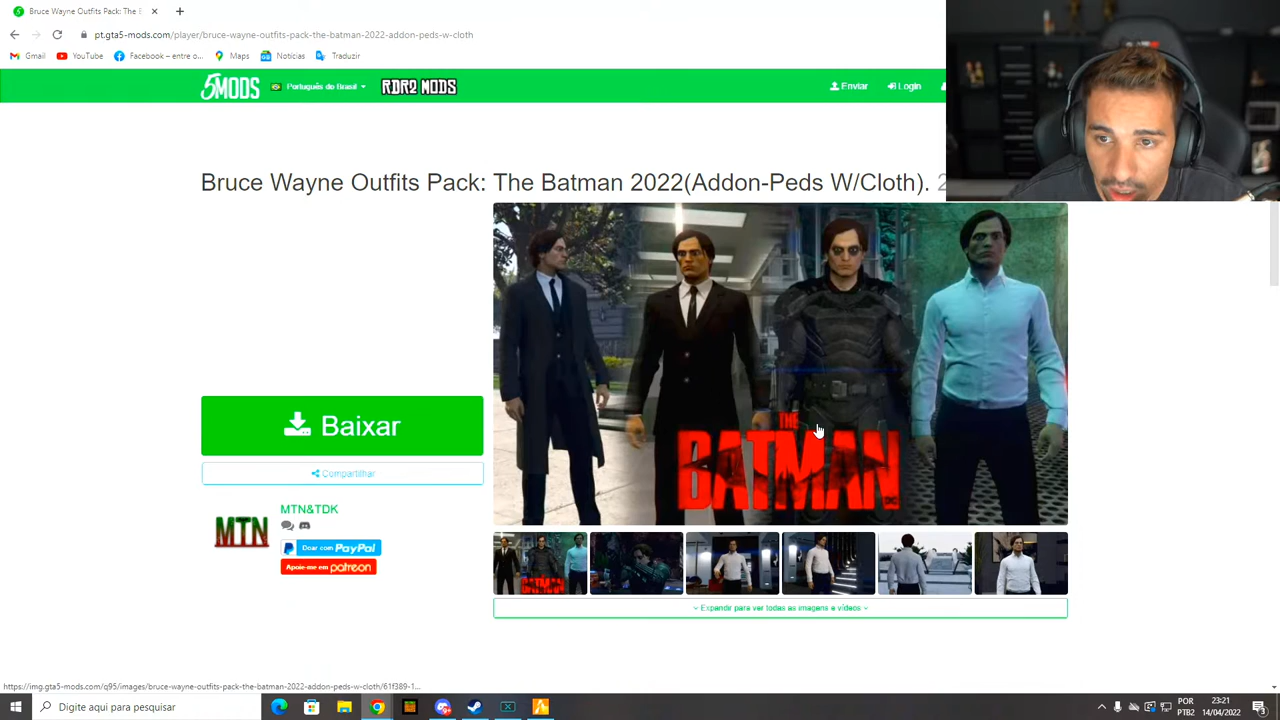 Bruce Wayne Outfits Pack: The E
pt.gta5-mods.com/player/bruce-wayne-outfits-pack-the-batman-2022-addon-peds-w-cloth
Gmail
YouTube
Facebook – entre o...
Maps
Notícias
Traduzir
5MODS
Português do Brasil
RDR2 MODS
Enviar
Login
Bruce Wayne Outfits Pack: The Batman 2022(Addon-Peds W/Cloth).
THE
BATMAN
DC
Baixar
Compartilhar
MTN
MTN&TDK
Doar com PayPal
Apoie-me em patreon
Expandir para ver todas as imagens e vídeos
https://img.gta5-mods.com/q95/images/bruce-wayne-outfits-pack-the-batman-2022-addon-peds-w-cloth/61f389-1...
Digite aqui para pesquisar
POR
PTB2
23:21
14/04/2022